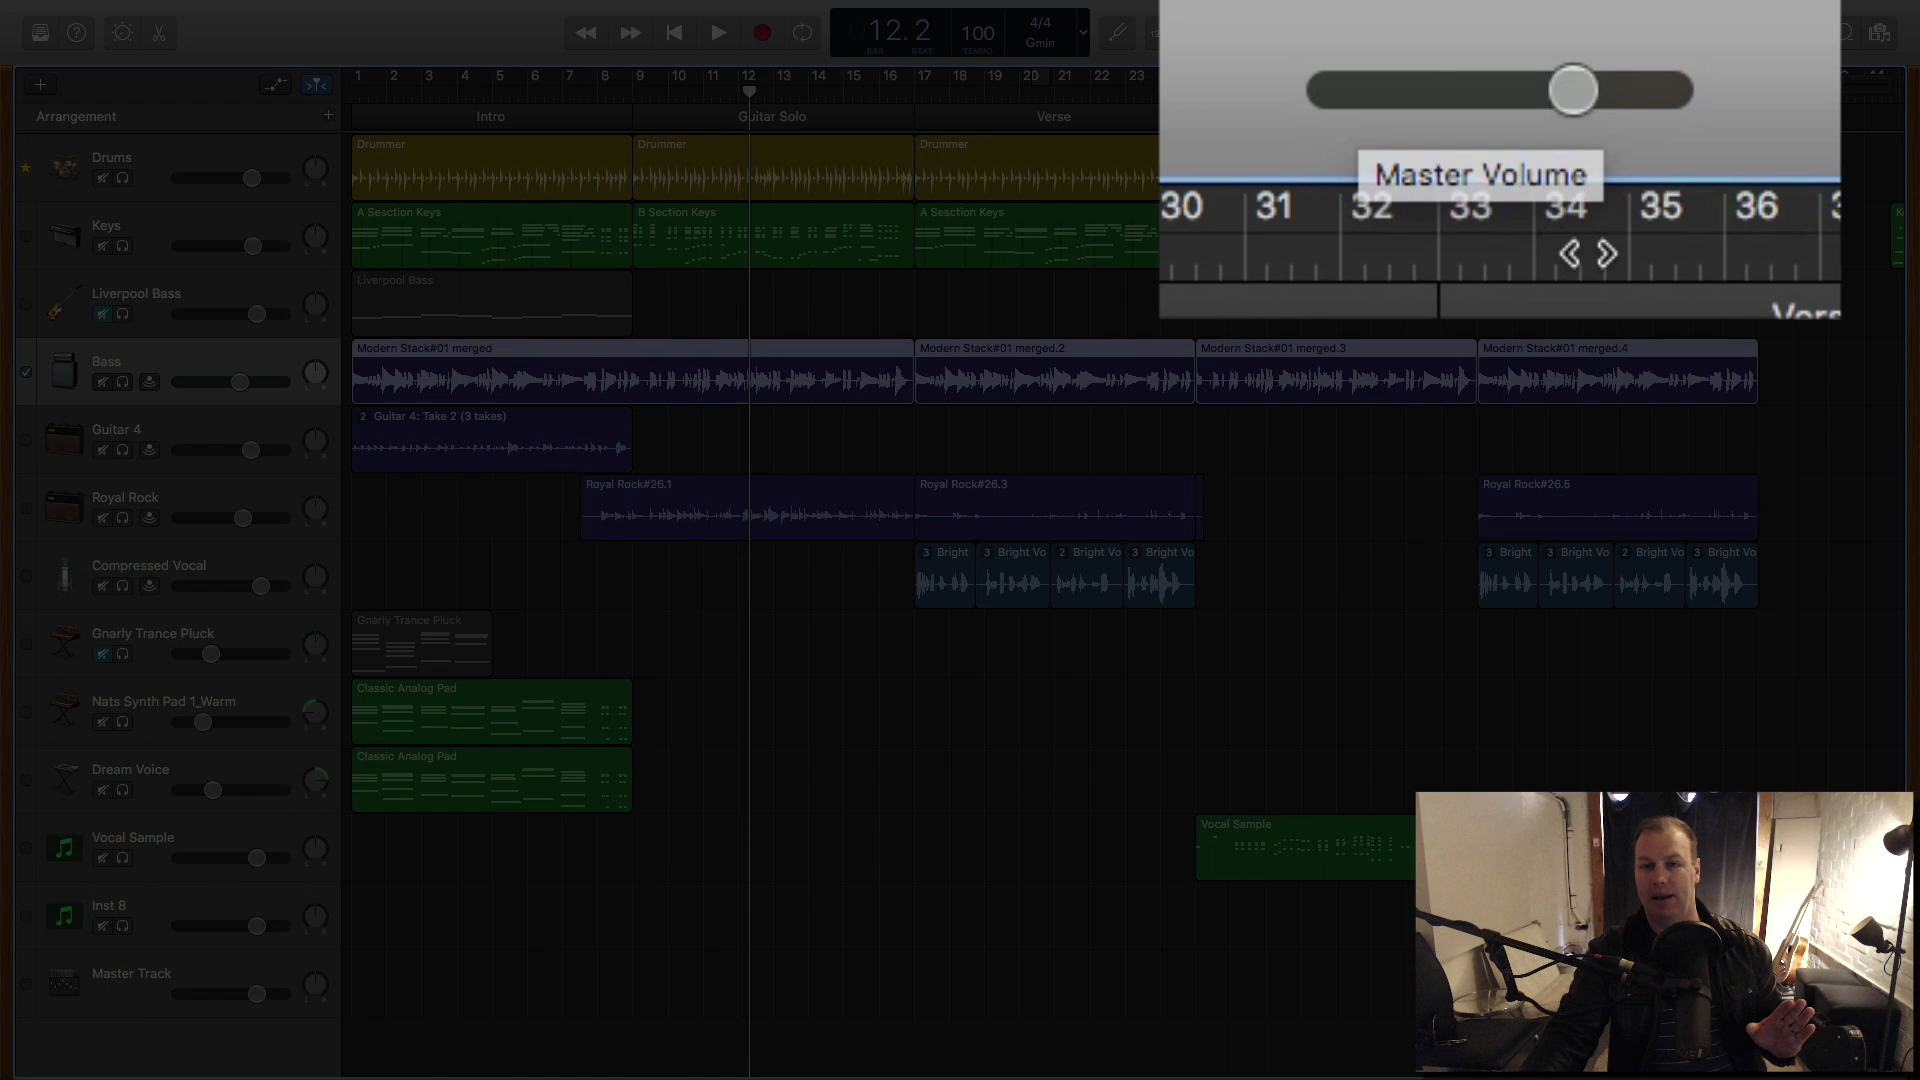 12.2
BAR
BEAT
100
TEMPO
4/4
Gmin
1 2 3 4 5 6 7 8 9 10 11 12 13 14 15 16 17 18 19 20 21 22 23
Master Volume
30 31 32 33 34 35 36
Arrangement
Intro
Guitar Solo
Verse
Drums
Drummer
Drummer
Drummer
Keys
A Sesction Keys
B Section Keys
A Sesction Keys
Liverpool Bass
Liverpool Bass
Bass
Modern Stack#01 merged
Modern Stack#01 merged.2
Modern Stack#01 merged.3
Modern Stack#01 merged.4
Guitar 4
2 Guitar 4: Take 2 (3 takes)
Royal Rock
Royal Rock#26.1
Royal Rock#26.3
Royal Rock#26.5
Compressed Vocal
3 Bright
3 Bright Vo
2 Bright Vo
3 Bright Vo
3 Bright
3 Bright Vo
2 Bright Vo
3 Bright Vo
Gnarly Trance Pluck
Gnarly Trance Pluck
Nats Synth Pad 1_Warm
Classic Analog Pad
Dream Voice
Classic Analog Pad
Vocal Sample
Vocal Sample
Inst 8
Master Track